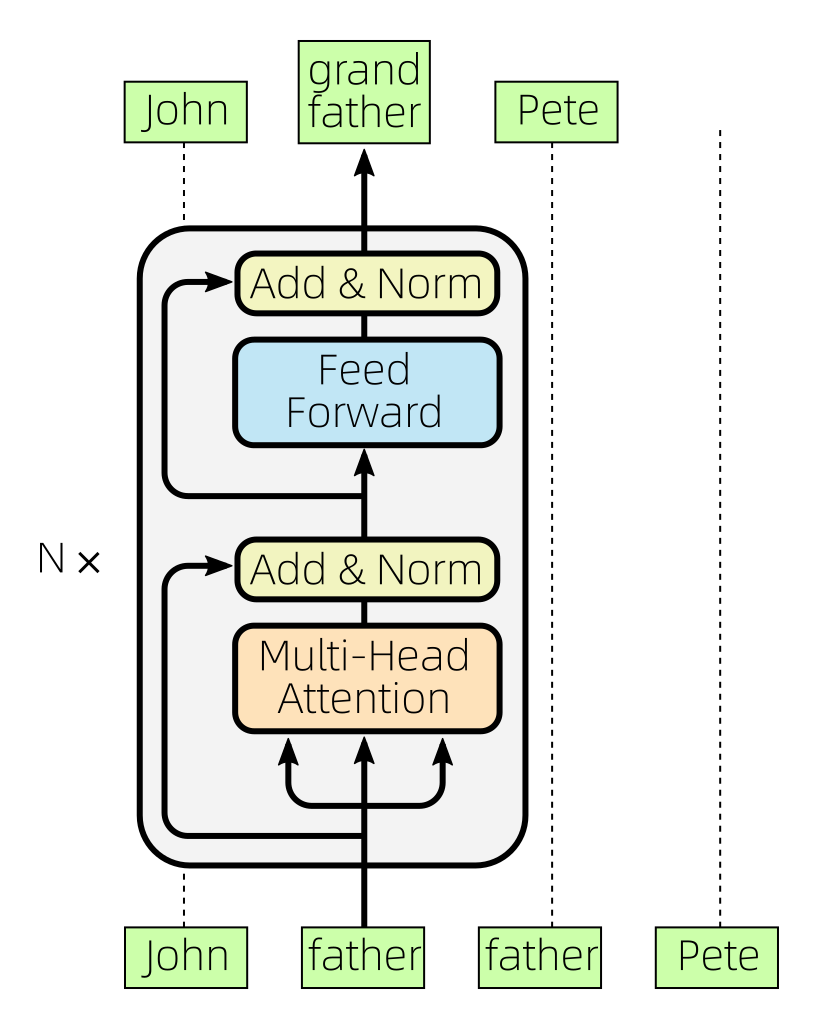 John
grand
father
Pete
Add & Norm
Feed
Forward
N ×
Add & Norm
Multi-Head
Attention
John
father
father
Pete